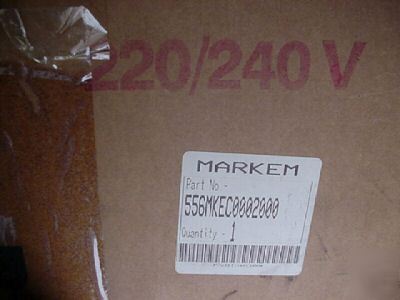 220/240 V
MARKEM
Part No.-
556MKEC0002000
Quantity - 1